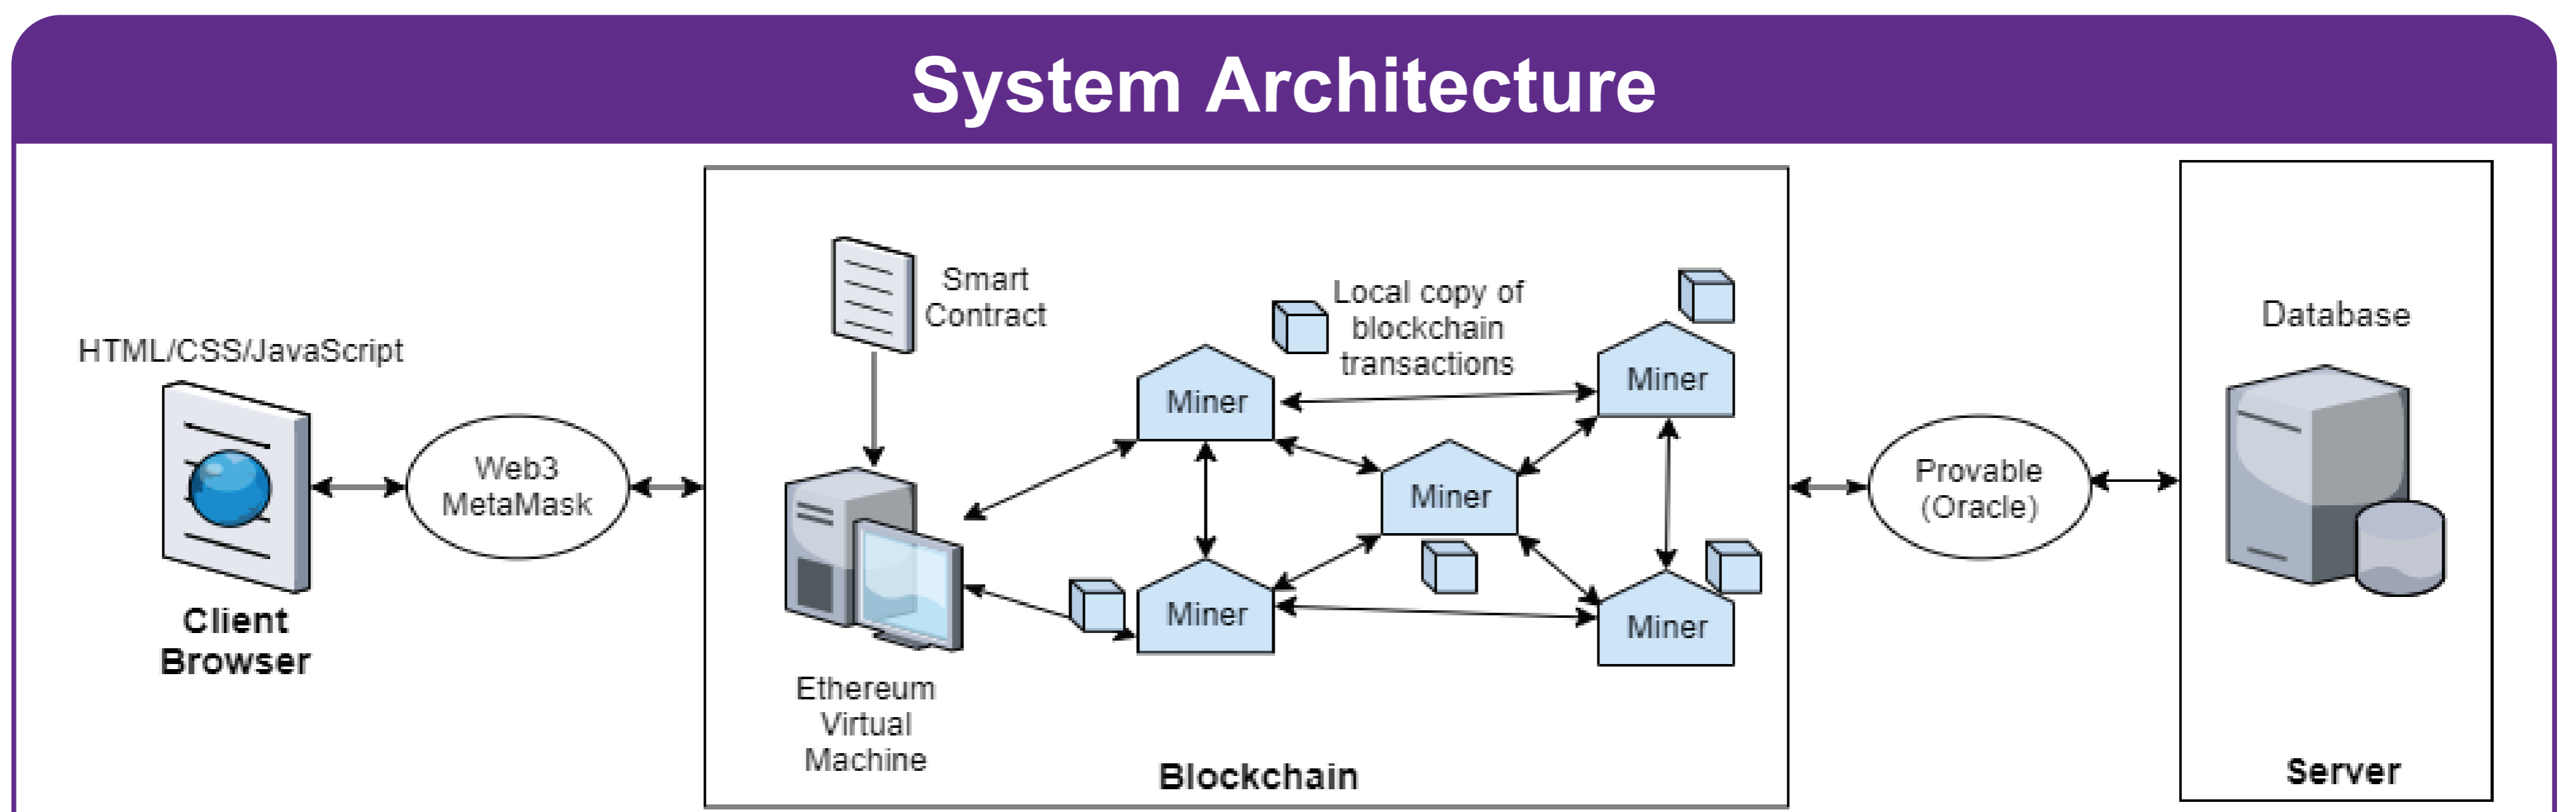 System Architecture
HTML/CSS/JavaScript
Client
Browser
Web3
MetaMask
Smart
Contract
Ethereum
Virtual
Machine
Miner
Local copy of
blockchain
transactions
Miner
Miner
Miner
Miner
Blockchain
Provable
(Oracle)
Database
Server